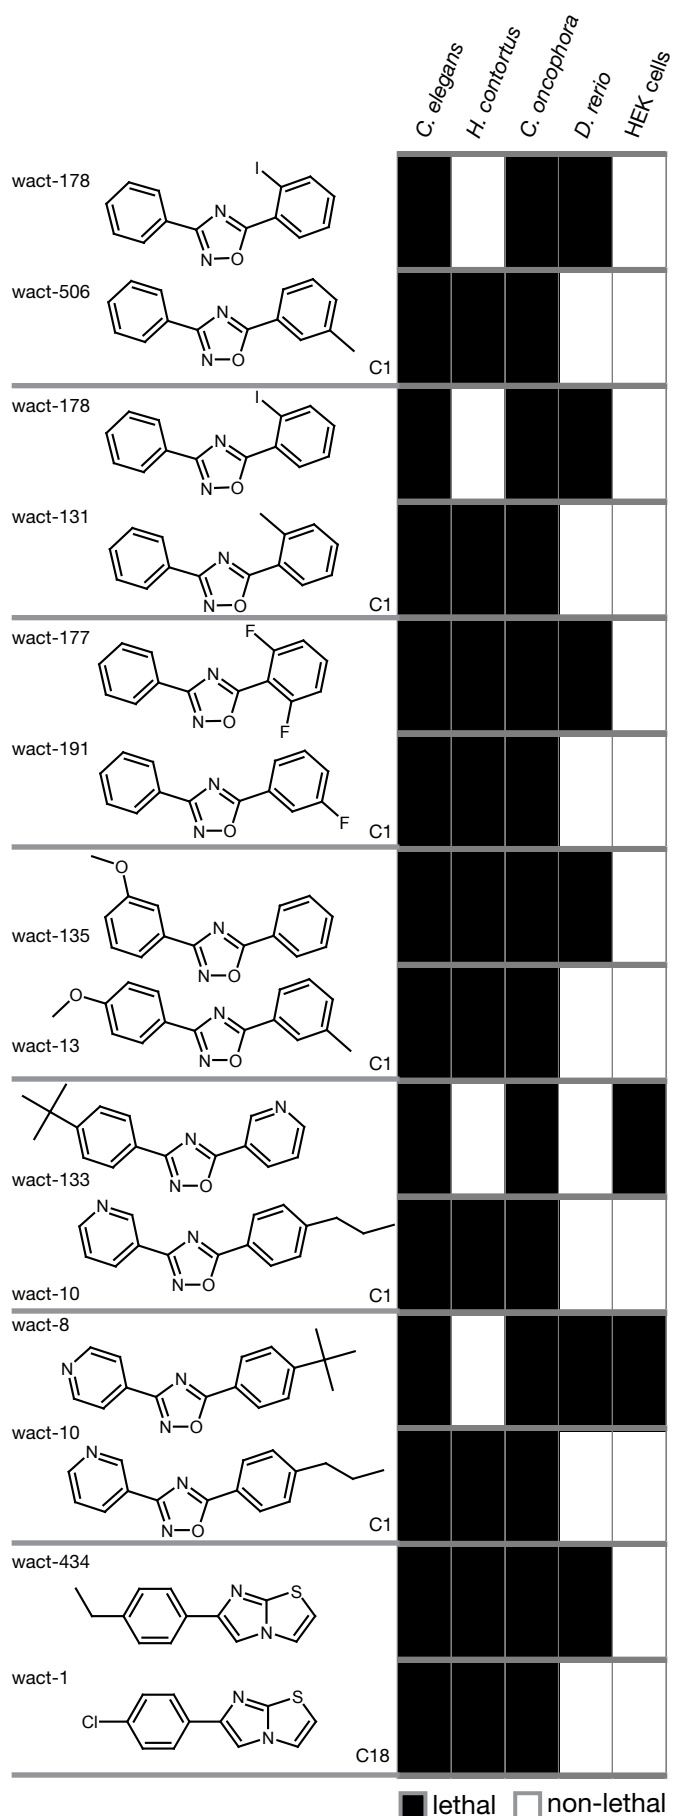 C. elegans
H. contortus
C. oncophora
D. rerio
HEK cells
wact-178
I
N
N O
wact-506
N
N O
C1
wact-178
I
N
N O
wact-131
N
N O
C1
wact-177
F
N
N O
F
wact-191
N
N O
F
C1
O
wact-135
N
N O
O
N
wact-13
N O
C1
N
N
wact-133
N O
N
N
N O
wact-10
C1
wact-8
N
N
N O
wact-10
N
N
N O
C1
wact-434
N
S
N
wact-1
N
S
Cl
N
C18
lethal non-lethal